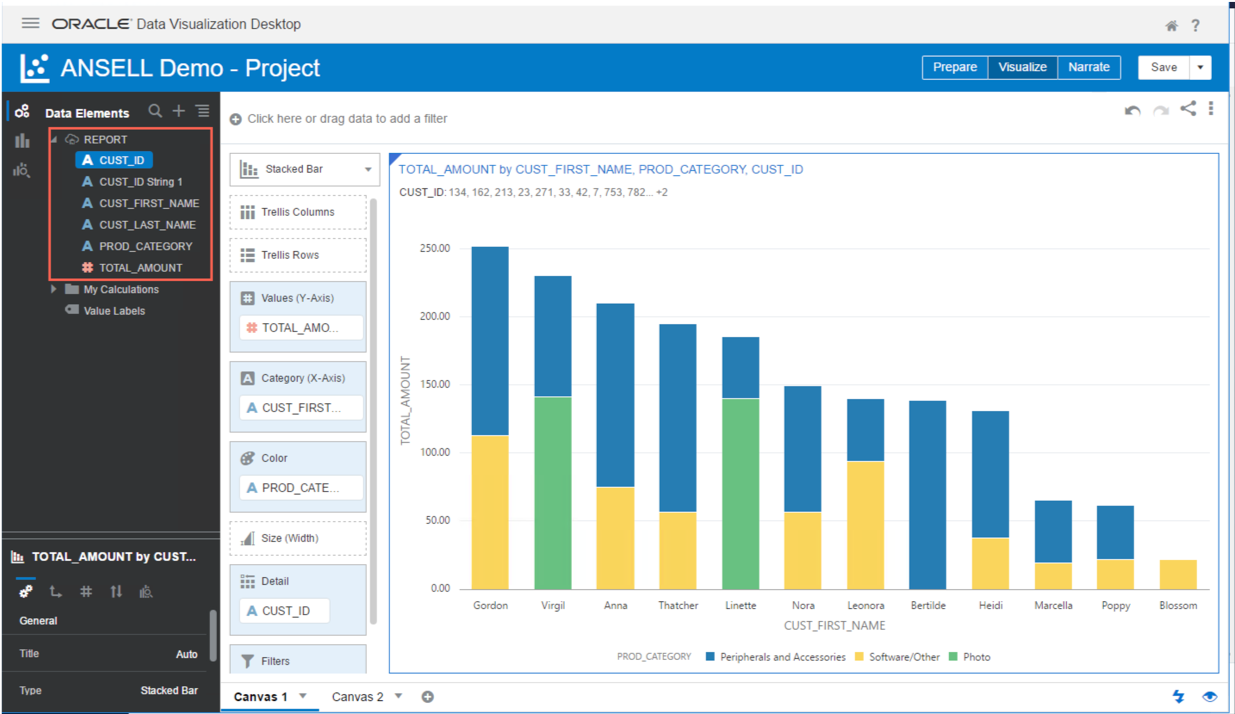 ORACLE Data Visualization Desktop
?
ANSELL Demo - Project
Prepare
Visualize
Narrate
Save
Data Elements
REPORT
A CUST_ID
A CUST_ID String 1
A CUST_FIRST_NAME
A CUST_LAST_NAME
A PROD_CATEGORY
# TOTAL_AMOUNT
My Calculations
Value Labels
TOTAL_AMOUNT by CUST...
#
General
Title Auto
Type Stacked Bar
Click here or drag data to add a filter
Stacked Bar
Trellis Columns
Trellis Rows
# Values (Y-Axis)
# TOTAL_AMO...
A Category (X-Axis)
A CUST_FIRST...
Color
A PROD_CATE...
Size (Width)
Detail
A CUST_ID
Filters
TOTAL_AMOUNT by CUST_FIRST_NAME, PROD_CATEGORY, CUST_ID
CUST_ID: 134, 162, 213, 23, 271, 33, 42, 7, 753, 782... +2
TOTAL_AMOUNT
250.00
200.00
150.00
100.00
50.00
0.00
Gordon Virgil Anna Thatcher Linette Nora Leonora Bertilde Heidi Marcella Poppy Blossom
CUST_FIRST_NAME
PROD_CATEGORY Peripherals and Accessories Software/Other Photo
Canvas 1
Canvas 2